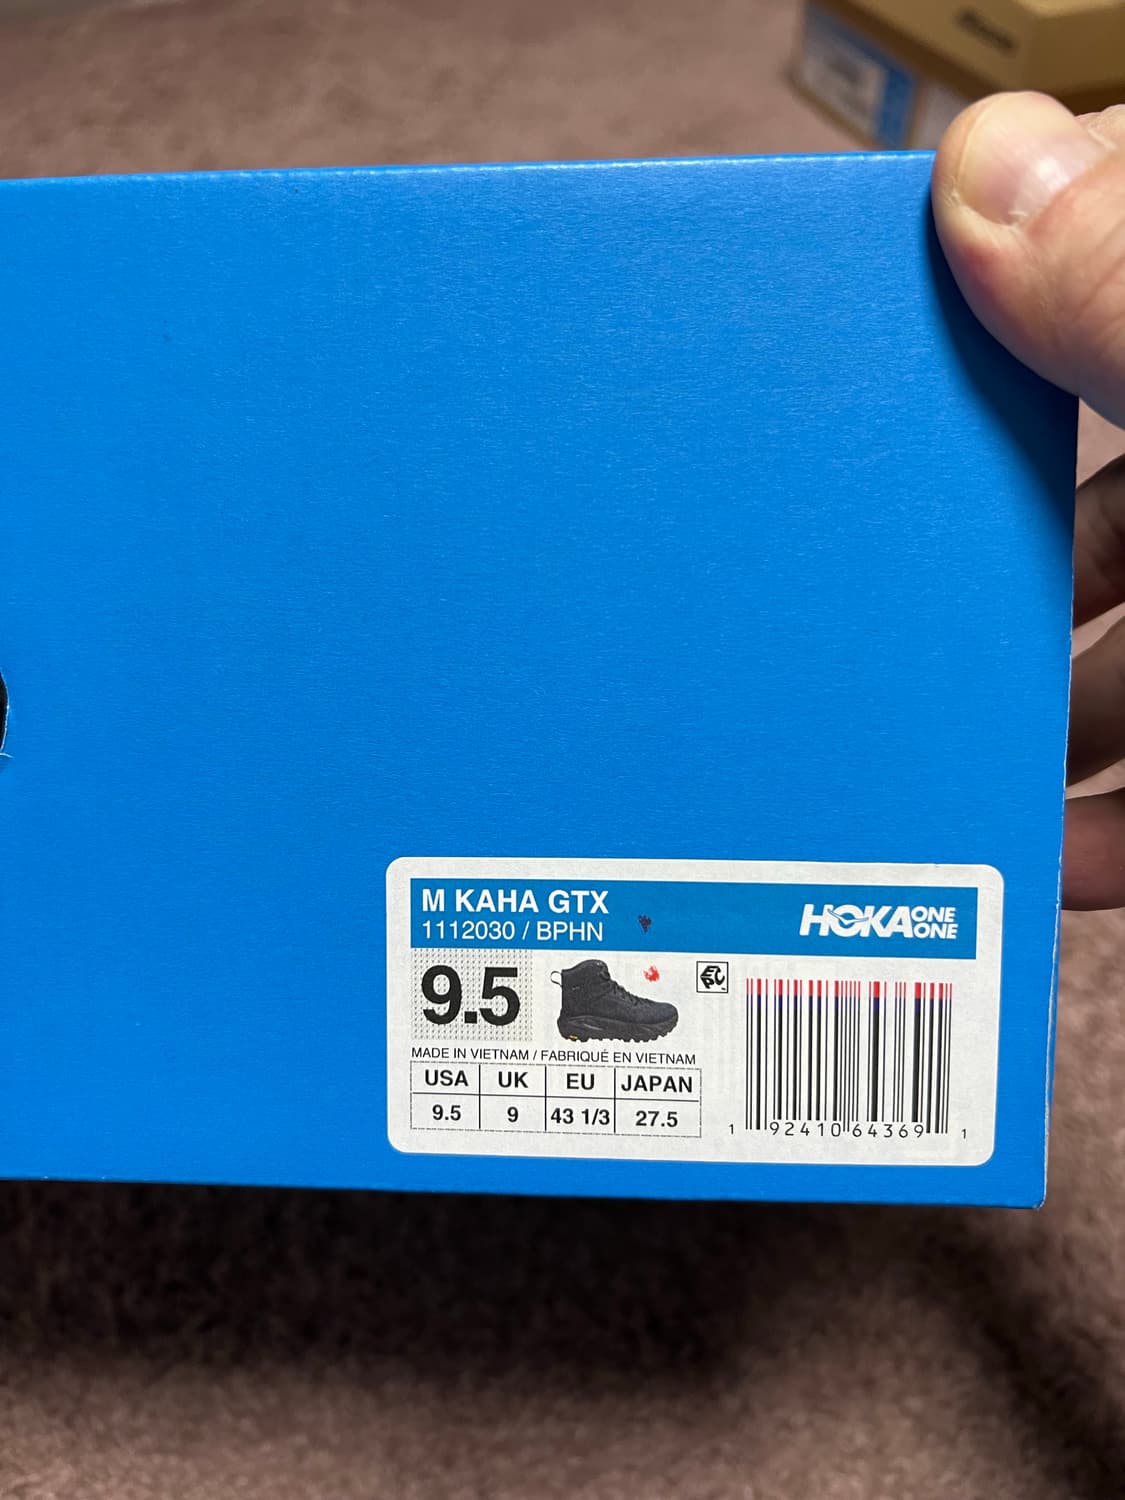 M KAHA GTX
1112030 / BPHN
HOKA ONE ONE
9.5
EPC
MADE IN VIETNAM / FABRIQUÉ EN VIETNAM
USA UK EU JAPAN
9.5 9 43 1/3 27.5
1 92410 64369 1